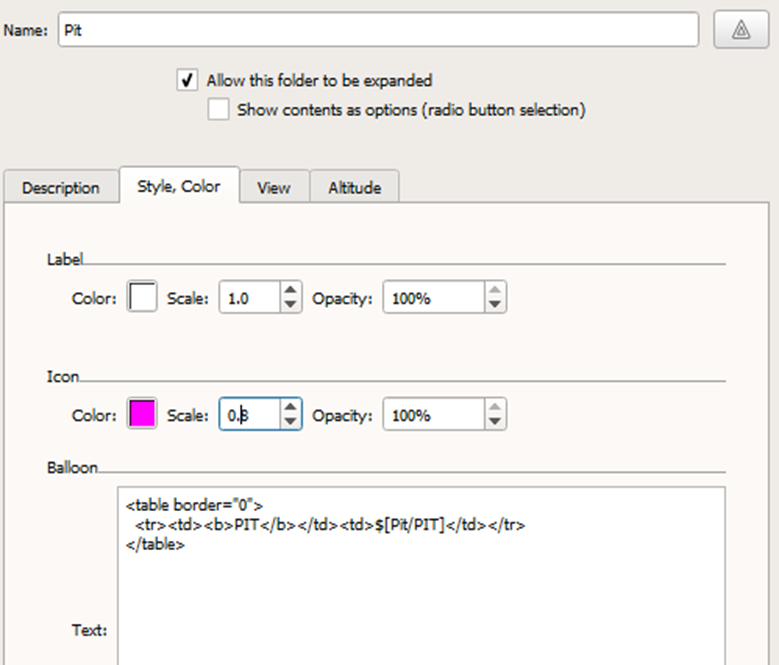 Name: Pit
Allow this folder to be expanded
Show contents as options (radio button selection)
Description Style, Color View Altitude
Label
Color: Scale: 1.0 Opacity: 100%
Icon
Color: Scale: 0.8 Opacity: 100%
Balloon
<table border="0">
<tr><td><b>PIT</b></td><td>$[Pit/PIT]</td></tr>
</table>
Text: